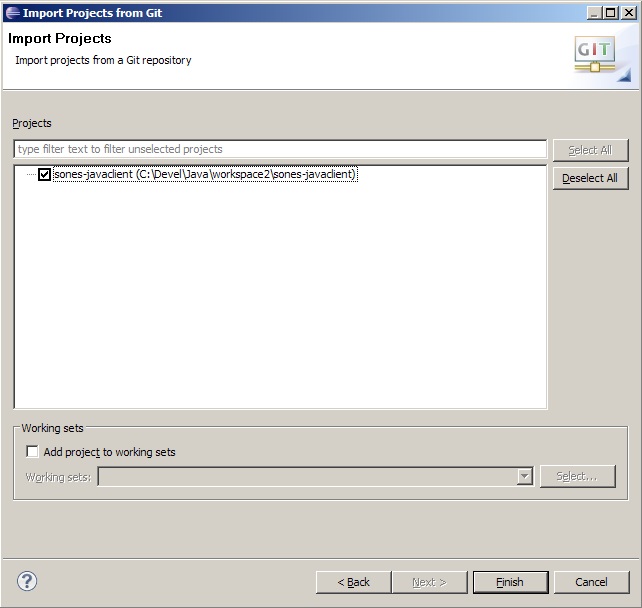 Import Projects from Git
Import Projects
Import projects from a Git repository
GIT
Projects
type filter text to filter unselected projects
Select All
sones-javaclient (C:\Devel\Java\workspace2\sones-javaclient)
Deselect All
Working sets
Add project to working sets
Working sets:
Select...
?
< Back
Next >
Finish
Cancel